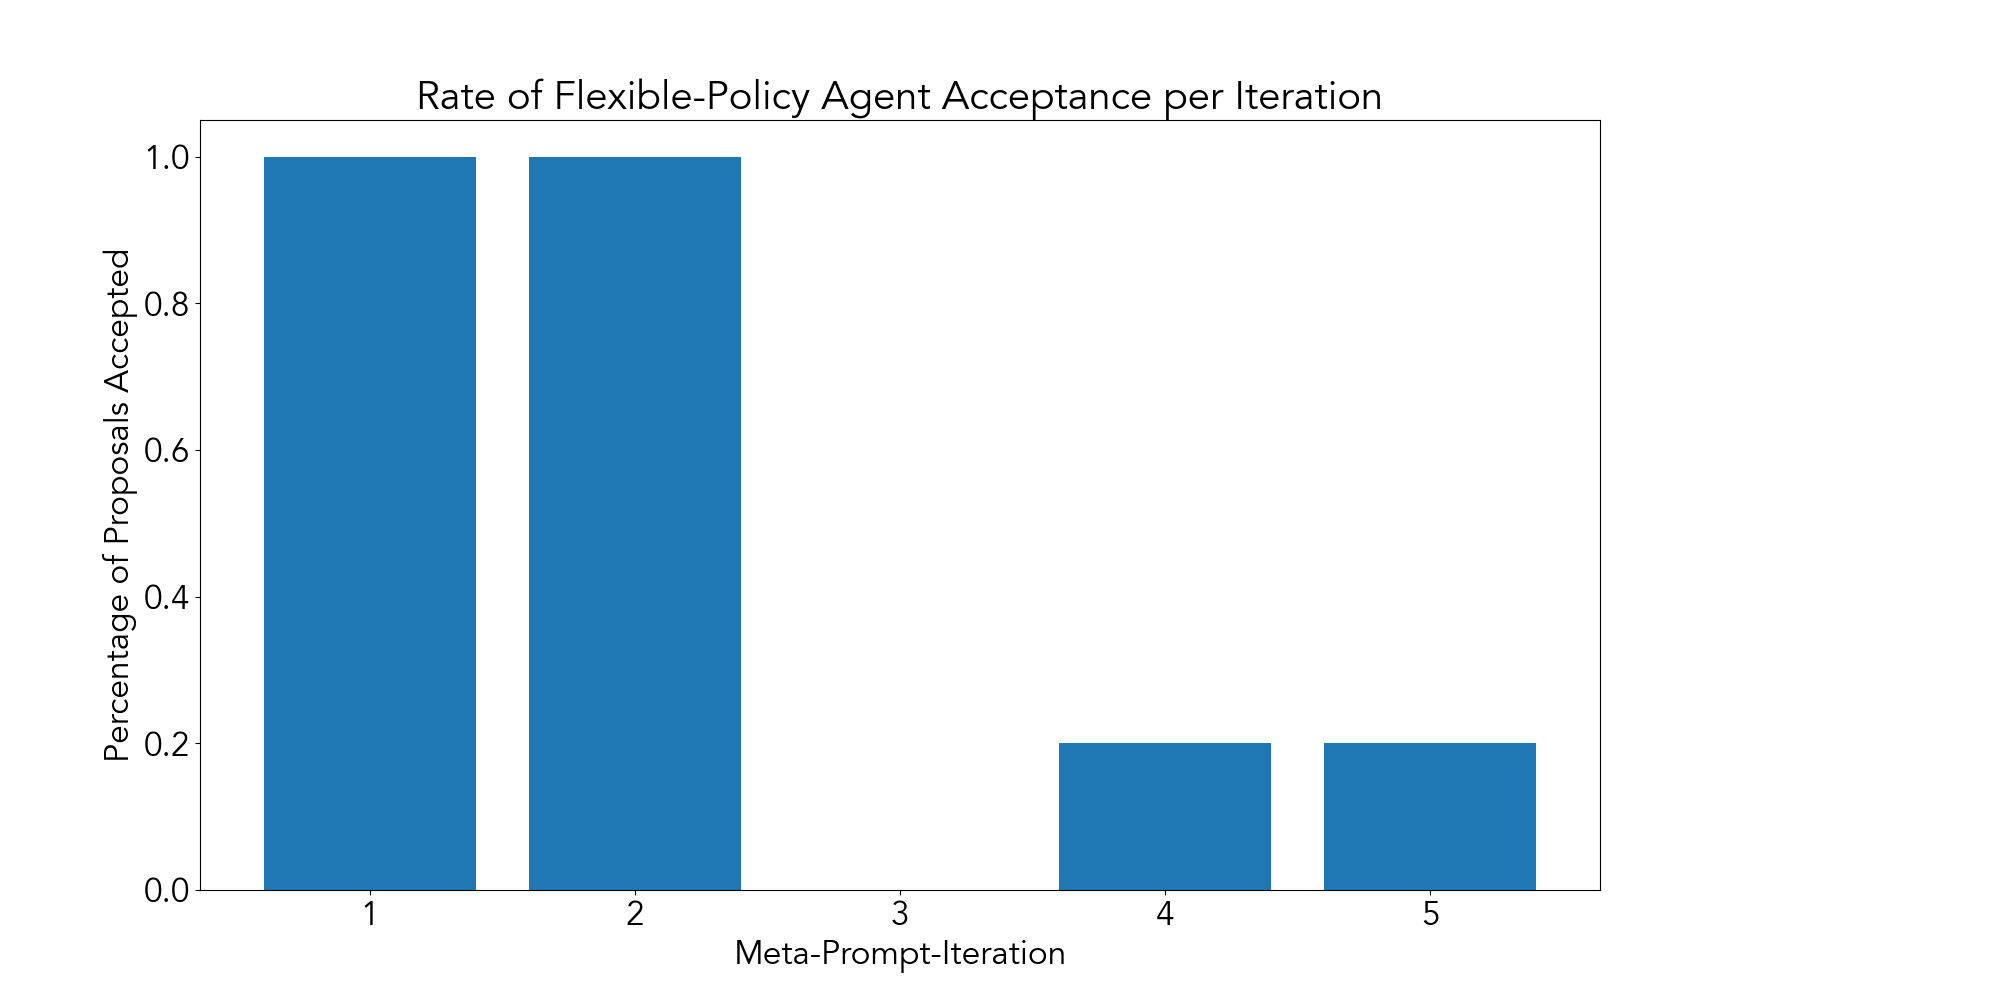 Rate of Flexible-Policy Agent Acceptance per Iteration
Percentage of Proposals Accepted
1.0
0.8
0.6
0.4
0.2
0.0
1 2 3 4 5
Meta-Prompt-Iteration